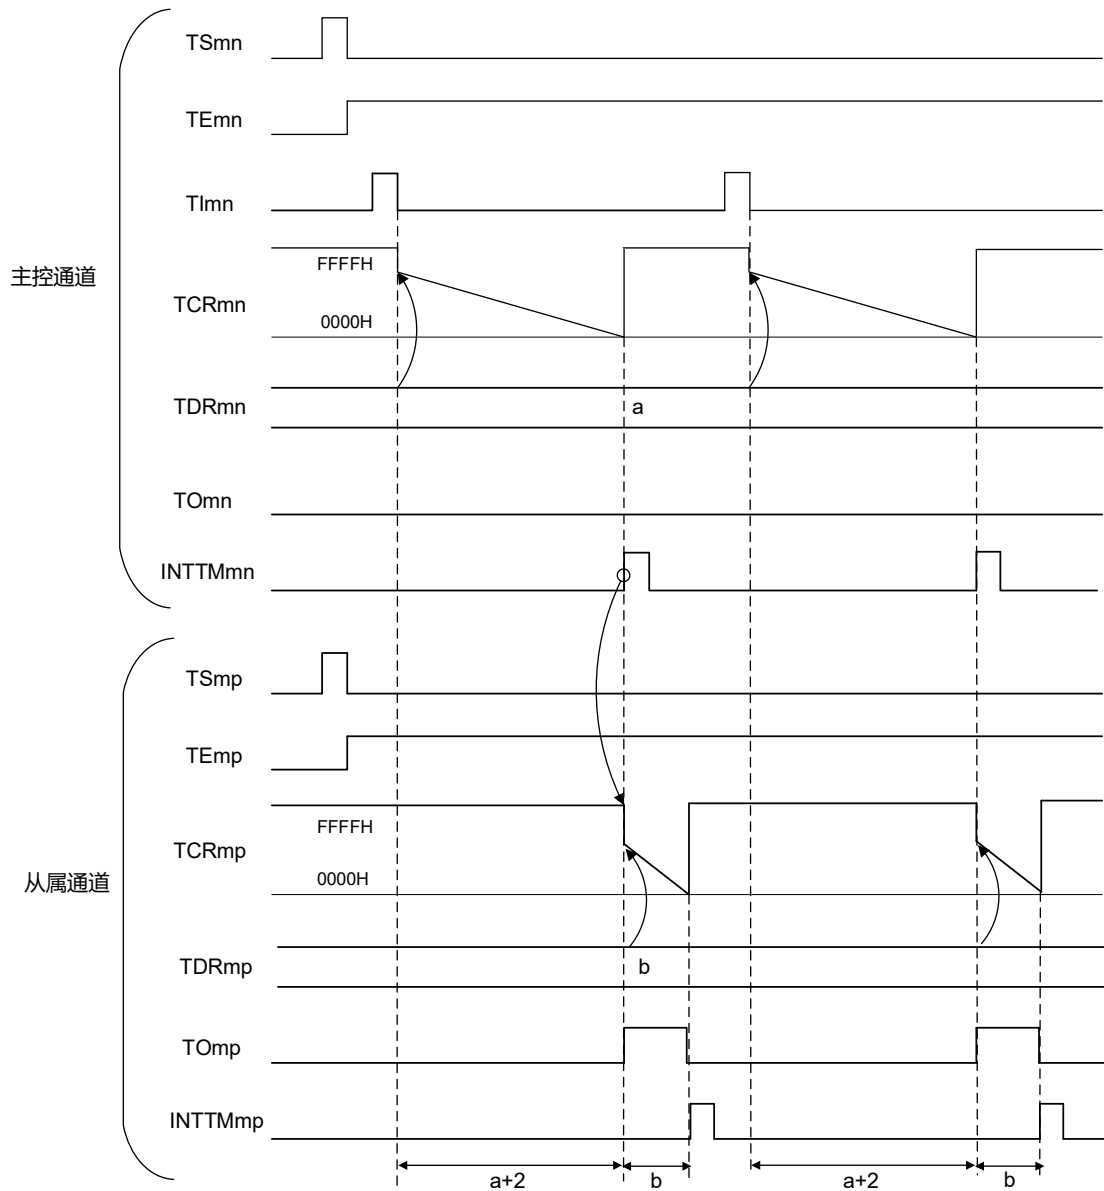 TSmn
TEmn
TImn
主控通道
FFFFH
TCRmn
0000H
TDRmn
a
TOmn
INTTMmn
TSmp
TEmp
FFFFH
TCRmp
0000H
从属通道
TDRmp
b
TOmp
INTTMmp
a+2 b a+2 b